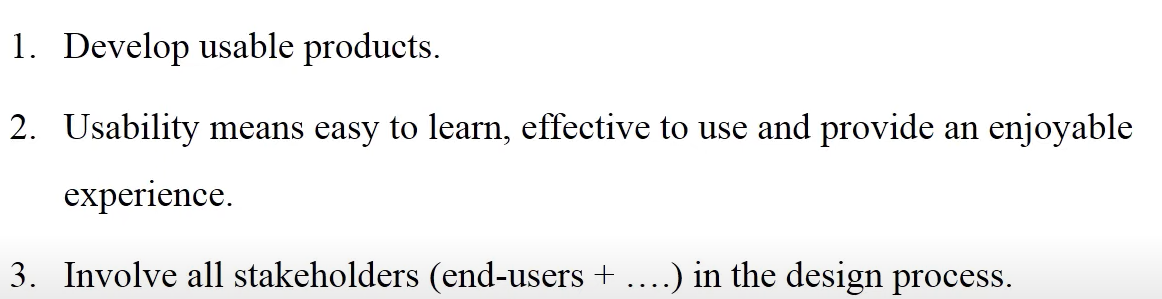 1. Develop usable products.
2. Usability means easy to learn, effective to use and provide an enjoyable
experience.
3. Involve all stakeholders (end-users + ....) in the design process.